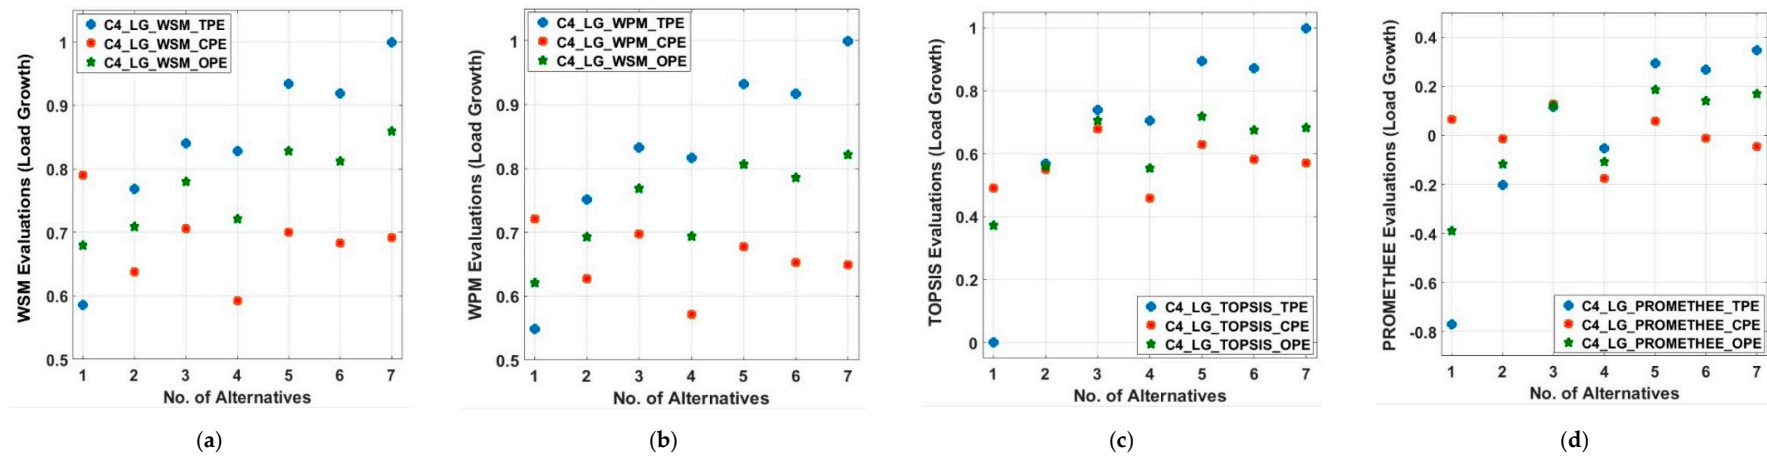 WSM Evaluations (Load Growth)
C4_LG_WSM_TPE
C4_LG_WSM_CPE
C4_LG_WSM_OPE
1
0.9
0.8
0.7
0.6
0.5
1 2 3 4 5 6 7
No. of Alternatives
(a)
WPM Evaluations (Load Growth)
C4_LG_WPM_TPE
C4_LG_WPM_CPE
C4_LG_WSM_OPE
1
0.9
0.8
0.7
0.6
0.5
1 2 3 4 5 6 7
No. of Alternatives
(b)
TOPSIS Evaluations (Load Growth)
1
0.8
0.6
0.4
0.2
0
C4_LG_TOPSIS_TPE
C4_LG_TOPSIS_CPE
C4_LG_TOPSIS_OPE
1 2 3 4 5 6 7
No. of Alternatives
(c)
PROMETHEE Evaluations (Load Growth)
0.4
0.2
0
-0.2
-0.4
-0.6
-0.8
C4_LG_PROMETHEE_TPE
C4_LG_PROMETHEE_CPE
C4_LG_PROMETHEE_OPE
1 2 3 4 5 6 7
No. of Alternatives
(d)